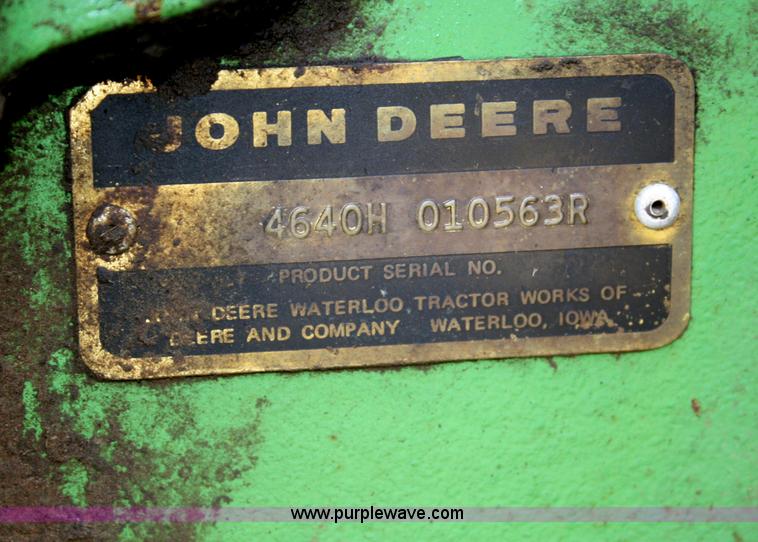 JOHN DEERE
4640H 010563R
PRODUCT SERIAL NO.
DEERE WATERLOO TRACTOR WORKS OF
DEERE AND COMPANY WATERLOO, IOWA
www.purplewave.com